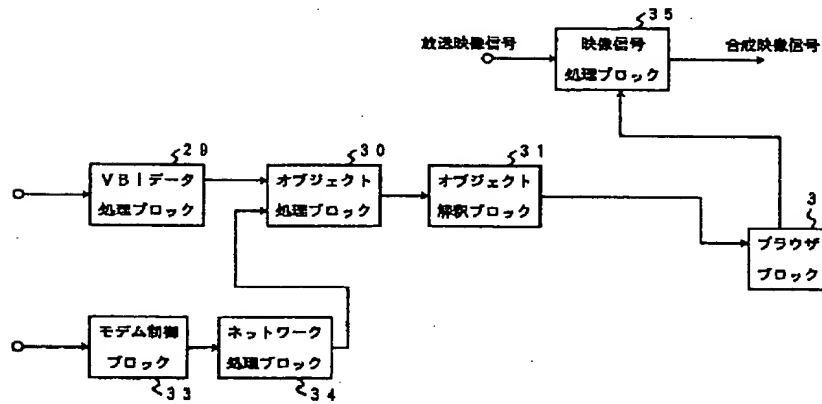 35
放送映像信号
映像信号
処理ブロック
合成映像信号
29
VBIデータ
処理ブロック
30
オブジェクト
処理ブロック
31
オブジェクト
解釈ブロック
3
ブラウザ
ブロック
モデム制御
ブロック
33
ネットワーク
処理ブロック
34